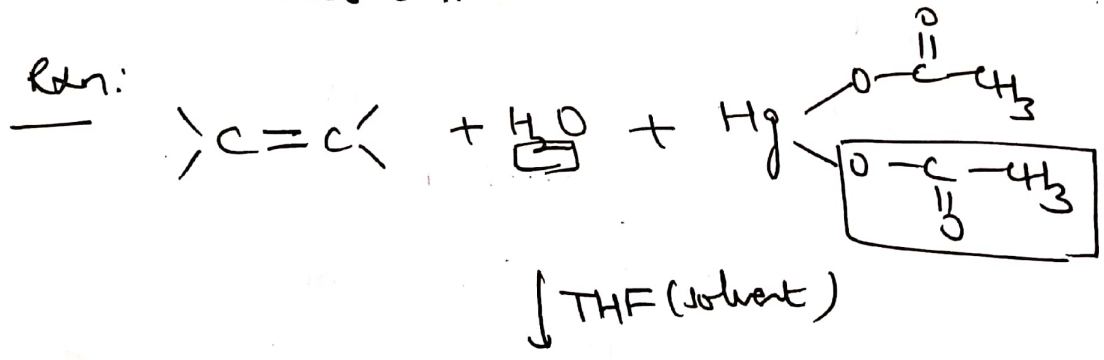 Rxn:
C=C + H2O + Hg
O-C-CH3
O
O-C-CH3
O
↓ THF (solvent)